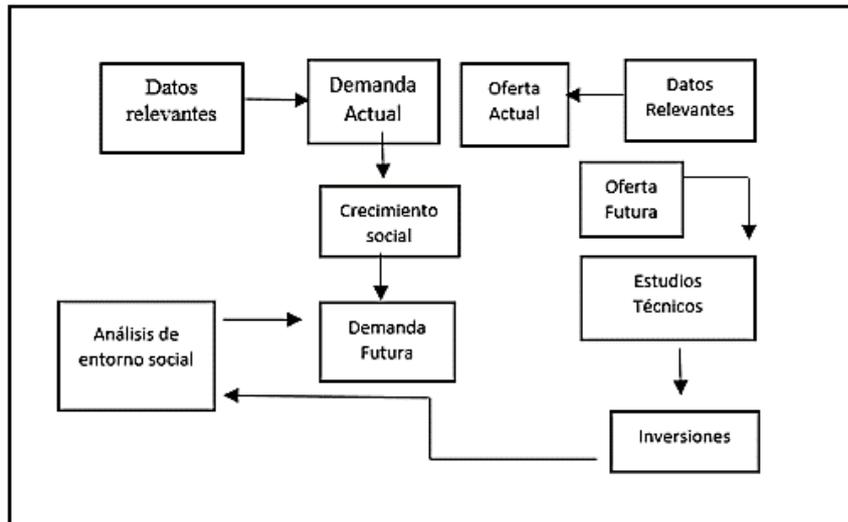 Datos
relevantes
Demanda
Actual
Oferta
Actual
Datos
Relevantes
Oferta
Futura
Crecimiento
social
Estudios
Técnicos
Análisis de
entorno social
Demanda
Futura
Inversiones